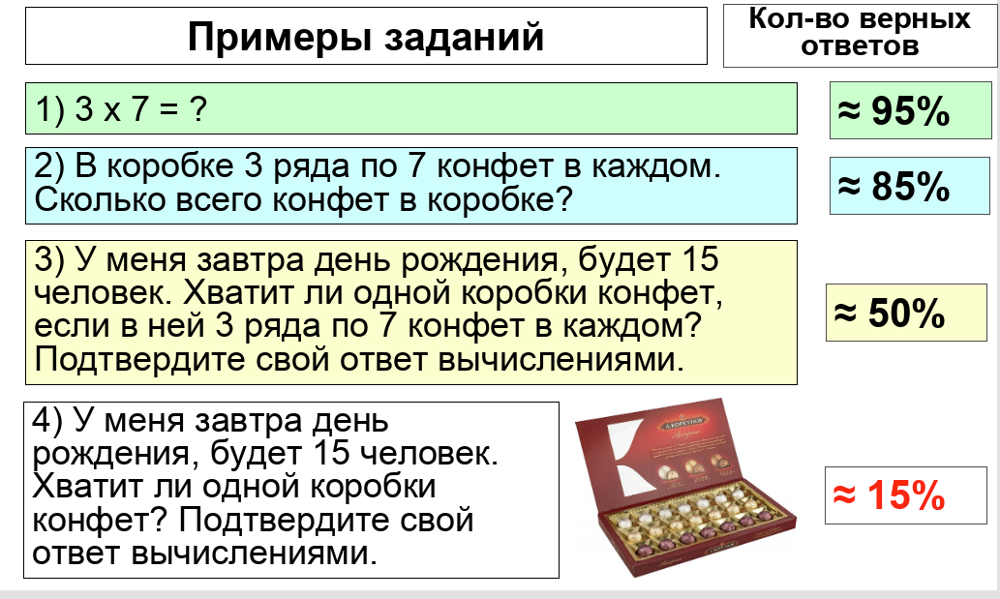 Примеры заданий
Кол-во верных
ответов
1) 3 x 7 = ?
≈ 95%
2) В коробке 3 ряда по 7 конфет в каждом.
Сколько всего конфет в коробке?
≈ 85%
3) У меня завтра день рождения, будет 15
человек. Хватит ли одной коробки конфет,
если в ней 3 ряда по 7 конфет в каждом?
Подтвердите свой ответ вычислениями.
≈ 50%
4) У меня завтра день
рождения, будет 15 человек.
Хватит ли одной коробки
конфет? Подтвердите свой
ответ вычислениями.
А.КОРКУНОВ
≈ 15%